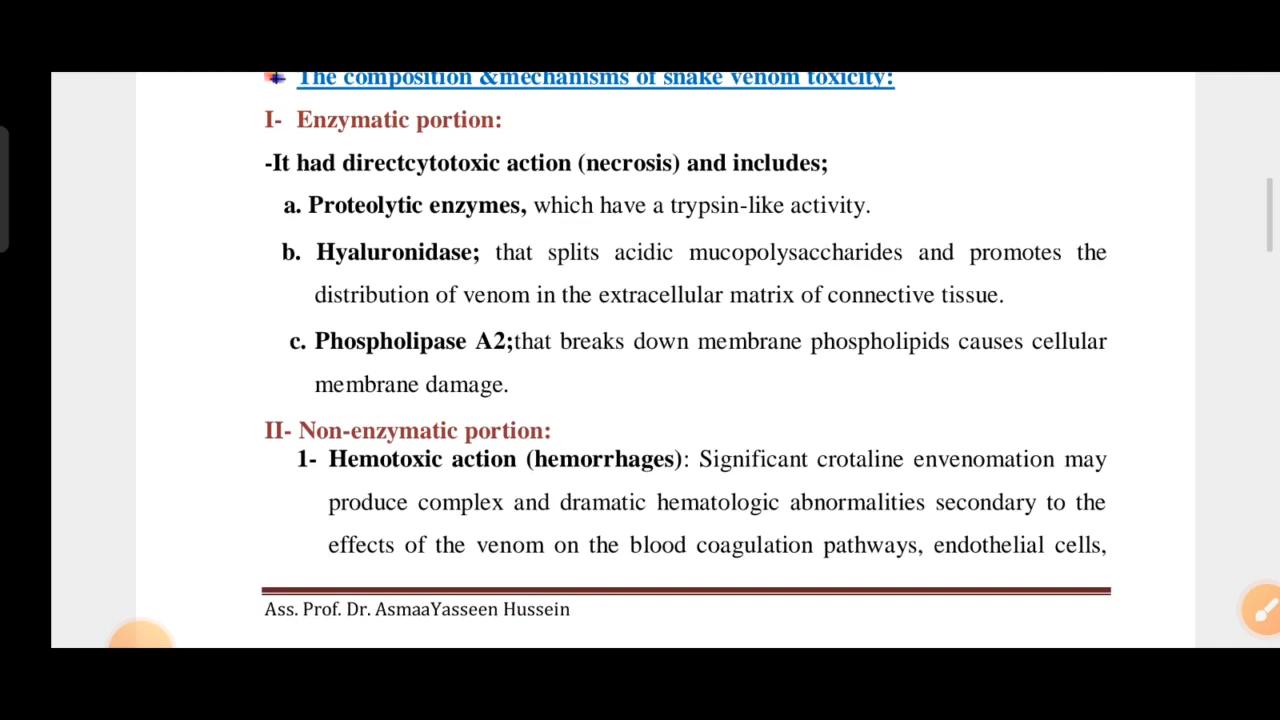 The composition &mechanisms of snake venom toxicity:
I- Enzymatic portion:
-It had directcytotoxic action (necrosis) and includes;
a. Proteolytic enzymes, which have a trypsin-like activity.
b. Hyaluronidase; that splits acidic mucopolysaccharides and promotes the
distribution of venom in the extracellular matrix of connective tissue.
c. Phospholipase A2;that breaks down membrane phospholipids causes cellular
membrane damage.
II- Non-enzymatic portion:
1- Hemotoxic action (hemorrhages): Significant crotaline envenomation may
produce complex and dramatic hematologic abnormalities secondary to the
effects of the venom on the blood coagulation pathways, endothelial cells,
Ass. Prof. Dr. AsmaaYasseen Hussein